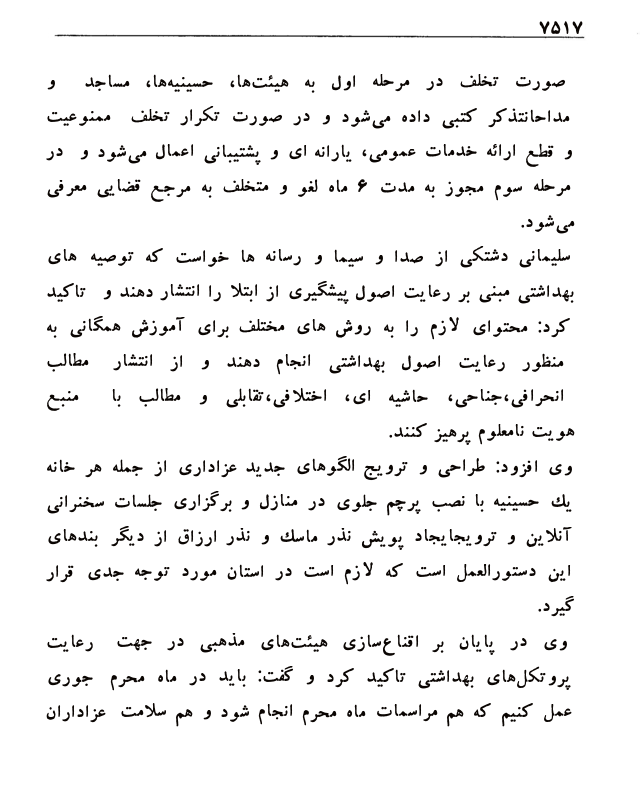 ۷۵۱۷
صورت تخلف در مرحله اول به هیئت‌ها، حسینیه‌ها، مساجد و
مداحانتذکر کتبی داده می‌شود و در صورت تکرار تخلف ممنوعیت
و قطع ارائه خدمات عمومی، یارانه ای و پشتیبانی اعمال می‌شود و در
مرحله سوم مجوز به مدت ۶ ماه لغو و متخلف به مرجع قضایی معرفی
می‌شود.
سلیمانی دشتکی از صدا و سیما و رسانه ها خواست که توصیه های
بهداشتی مبنی بر رعایت اصول پیشگیری از ابتلا را انتشار دهند و تاکید
کرد: محتوای لازم را به روش های مختلف برای آموزش همگانی به
منظور رعایت اصول بهداشتی انجام دهند و از انتشار مطالب
انحرافی،جناحی، حاشیه ای، اختلافی،تقابلی و مطالب با منبع
هویت نامعلوم پرهیز کنند.
وی افزود: طراحی و ترویج الگوهای جدید عزاداری از جمله هر خانه
یك حسینیه با نصب پرچم جلوی در منازل و برگزاری جلسات سخنرانی
آنلاین و ترویجایجاد پویش نذر ماسك و نذر ارزاق از دیگر بندهای
این دستورالعمل است که لازم است در استان مورد توجه جدی قرار
گیرد.
وی در پایان بر اقناع‌سازی هیئت‌های مذهبی در جهت رعایت
پروتکل‌های بهداشتی تاکید کرد و گفت: باید در ماه محرم جوری
عمل کنیم که هم مراسمات ماه محرم انجام شود و هم سلامت عزاداران